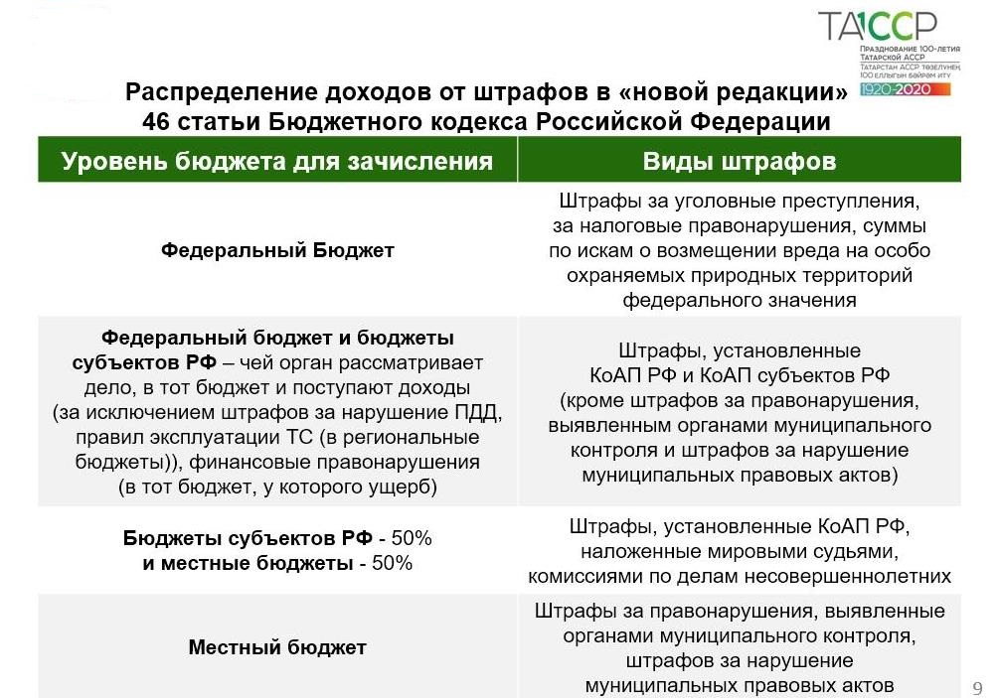 ТА100ССР
ПРАЗДНОВАНИЕ 100-ЛЕТИЯ
ТАТАРСКОЙ АССР
ТАТАРСТАН АССР ТӨЗЕЛҮНЕҢ
100 ЕЛЛЫГЫН БӘЙРӘМ ИТҮ
1920-2020
Распределение доходов от штрафов в «новой редакции»
46 статьи Бюджетного кодекса Российской Федерации
Уровень бюджета для зачисления
Виды штрафов
Федеральный Бюджет
Штрафы за уголовные преступления,
за налоговые правонарушения, суммы
по искам о возмещении вреда на особо
охраняемых природных территорий
федерального значения
Федеральный бюджет и бюджеты
субъектов РФ – чей орган рассматривает
дело, в тот бюджет и поступают доходы
(за исключением штрафов за нарушение ПДД,
правил эксплуатации ТС (в региональные
бюджеты)), финансовые правонарушения
(в тот бюджет, у которого ущерб)
Штрафы, установленные
КоАП РФ и КоАП субъектов РФ
(кроме штрафов за правонарушения,
выявленным органами муниципального
контроля и штрафов за нарушение
муниципальных правовых актов)
Бюджеты субъектов РФ - 50%
и местные бюджеты - 50%
Штрафы, установленные КоАП РФ,
наложенные мировыми судьями,
комиссиями по делам несовершеннолетних
Местный бюджет
Штрафы за правонарушения, выявленные
органами муниципального контроля,
штрафов за нарушение
муниципальных правовых актов
9